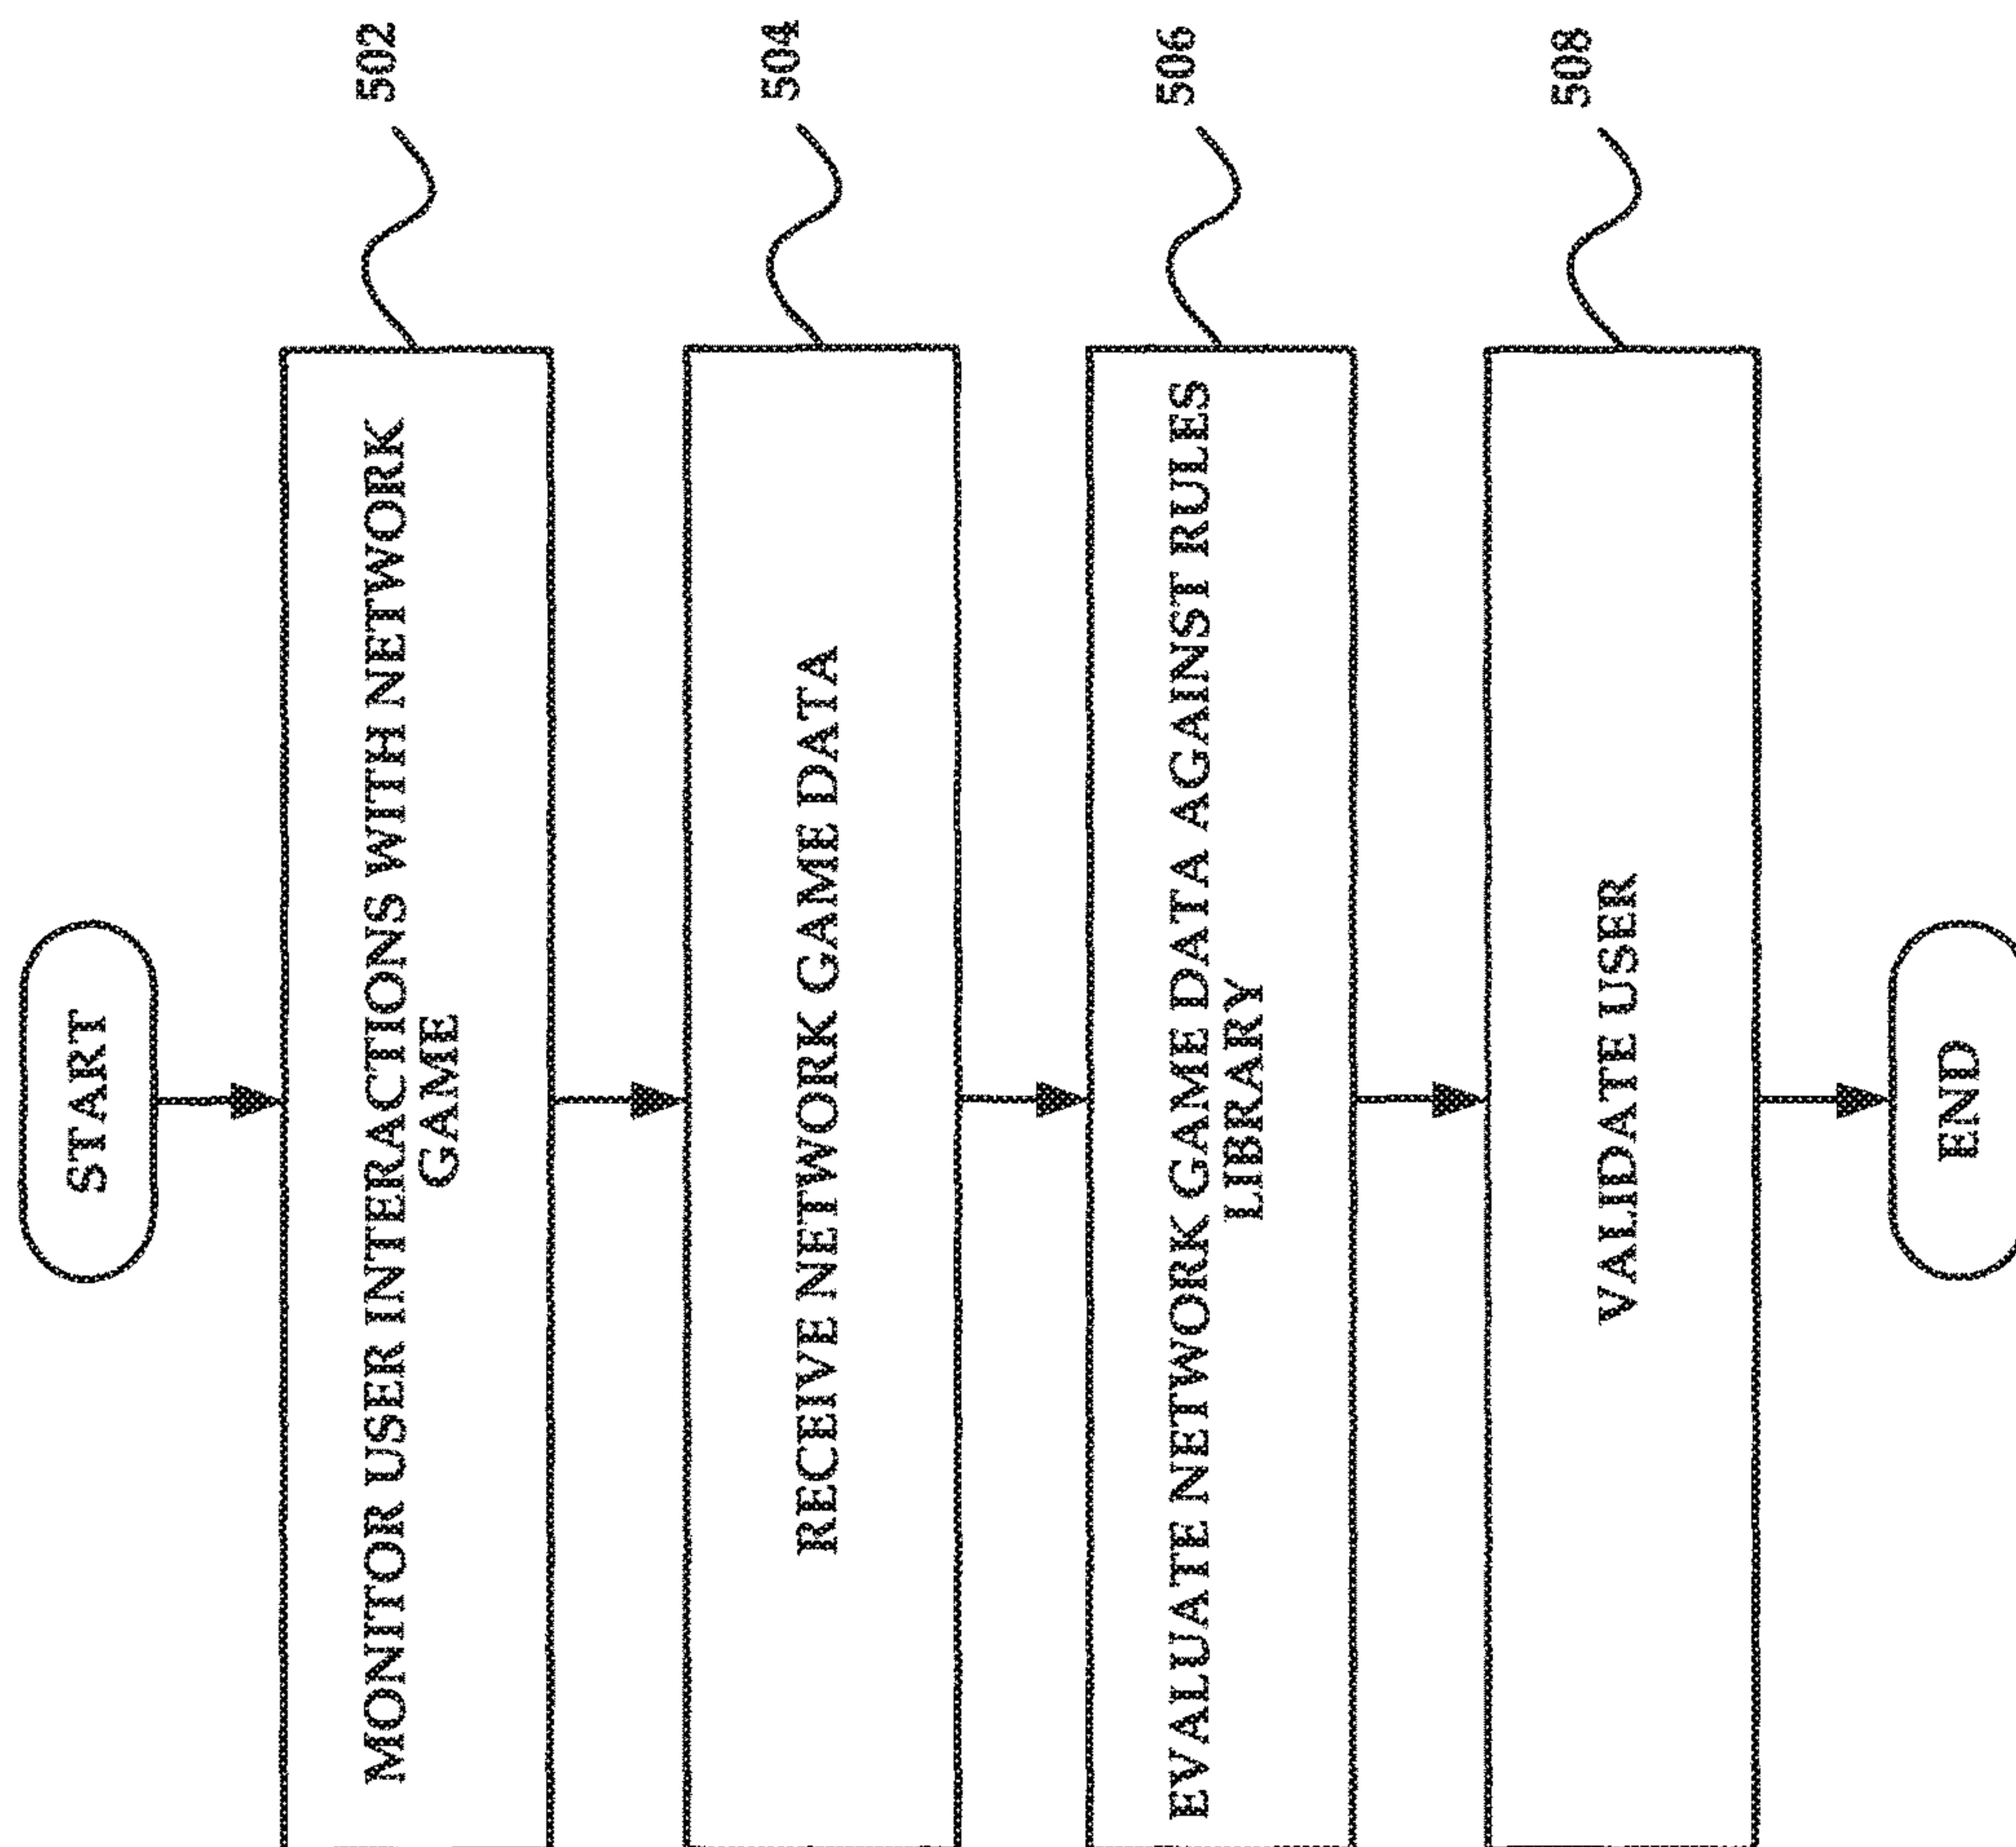 START
MONITOR USER INTERACTIONS WITH NETWORK
GAME
502
RECEIVE NETWORK GAME DATA
504
EVALUATE NETWORK GAME DATA AGAINST RULES
LIBRARY
506
VALIDATE USER
508
END